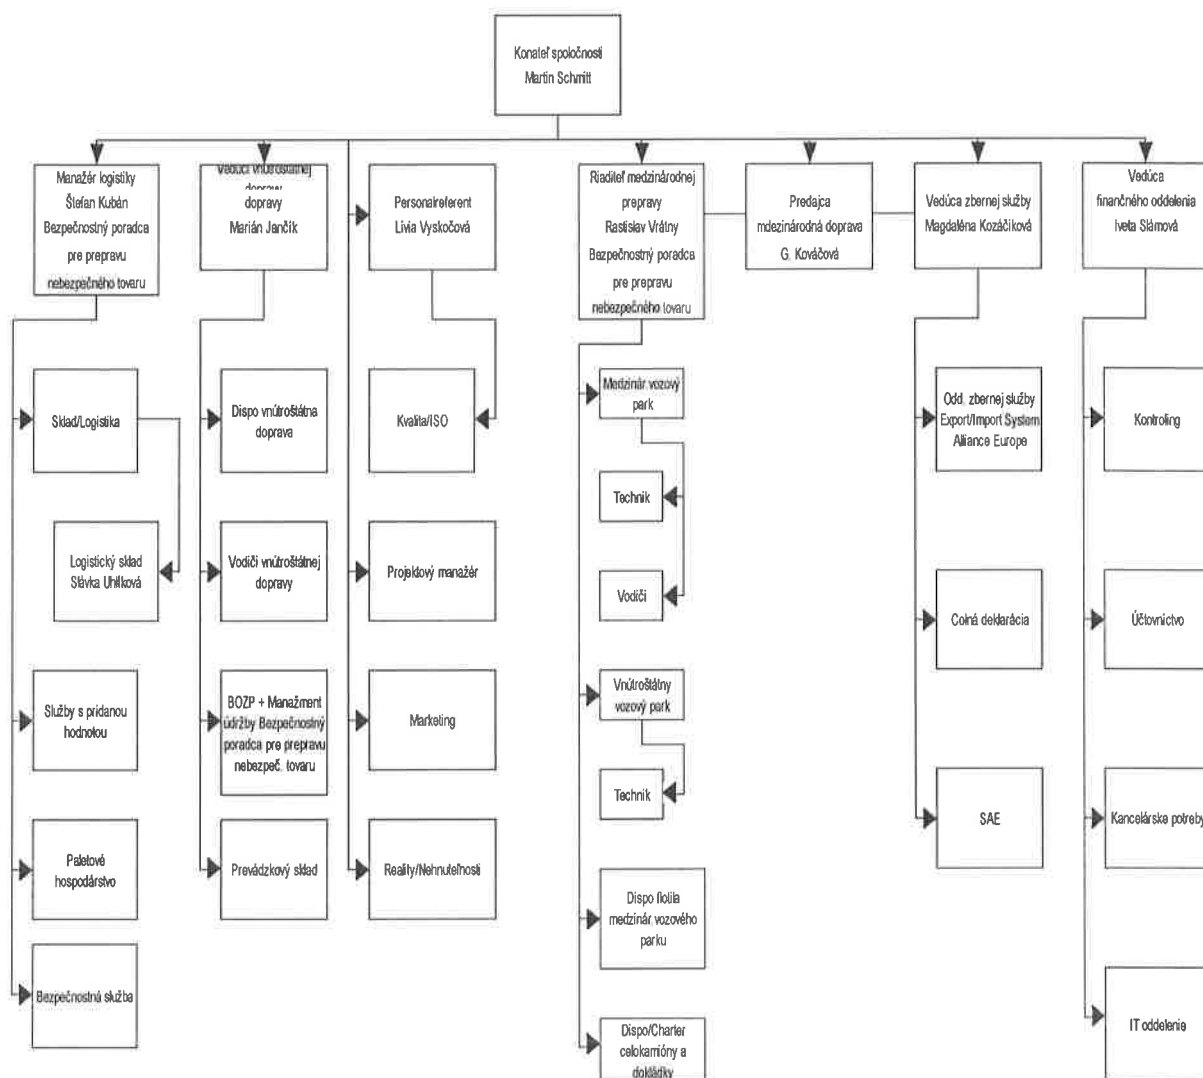 Konateľ spoločnosti
Martin Schmitt
Manažér logistiky
Štefan Kubán
Bezpečnostný poradca
pre prepravu
nebezpečného tovaru
Vedúci vnútroštátnej
dopravy
dopravy
Marián Jančík
Personalreferent
Lívia Vyskočová
Riaditeľ medzinárodnej
prepravy
Rastislav Vrátny
Bezpečnostný poradca
pre prepravu
nebezpečného tovaru
Predajca
mdezinárodná doprava
G. Kováčová
Vedúca zbernej služby
Magdaléna Kozáčiková
Vedúca
finančného oddelenia
Iveta Slámová
Sklad/Logistika
Logistický sklad
Slávka Uhlíková
Služby s pridanou
hodnotou
Paletové
hospodárstvo
Bezpečnostná služba
Dispo vnútroštátna
doprava
Vodiči vnútroštátnej
dopravy
BOZP + Manažment
údržby Bezpečnostný
poradca pre prepravu
nebezpeč. tovaru
Prevádzkový sklad
Kvalita/ISO
Projektový manažér
Marketing
Reality/Nehnuteľnosti
Medzinár.vozový
park
Technik
Vodiči
Vnútroštátny
vozový park
Technik
Dispo flotila
medzinár.vozového
parku
Dispo/Charter
celokamióny a
dokládky
Odd. zbernej služby
Export/Import System
Alliance Europe
Colná deklarácia
SAE
Kontroling
Účtovníctvo
Kancelárske potreby
IT oddelenie